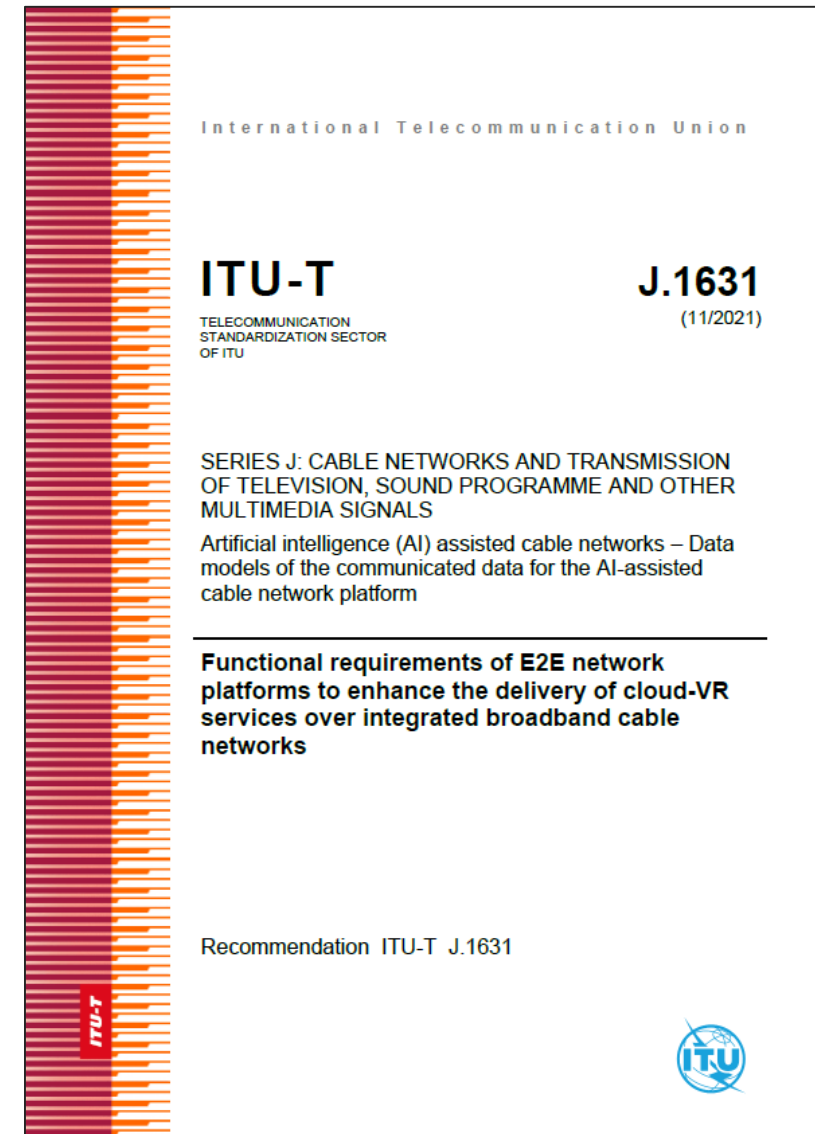 International Telecommunication Union
ITU-T
J.1631
TELECOMMUNICATION
STANDARDIZATION SECTOR
OF ITU
(11/2021)
SERIES J: CABLE NETWORKS AND TRANSMISSION
OF TELEVISION, SOUND PROGRAMME AND OTHER
MULTIMEDIA SIGNALS
Artificial intelligence (AI) assisted cable networks – Data
models of the communicated data for the AI-assisted
cable network platform
Functional requirements of E2E network
platforms to enhance the delivery of cloud-VR
services over integrated broadband cable
networks
Recommendation ITU-T J.1631
ITU-T
ITU